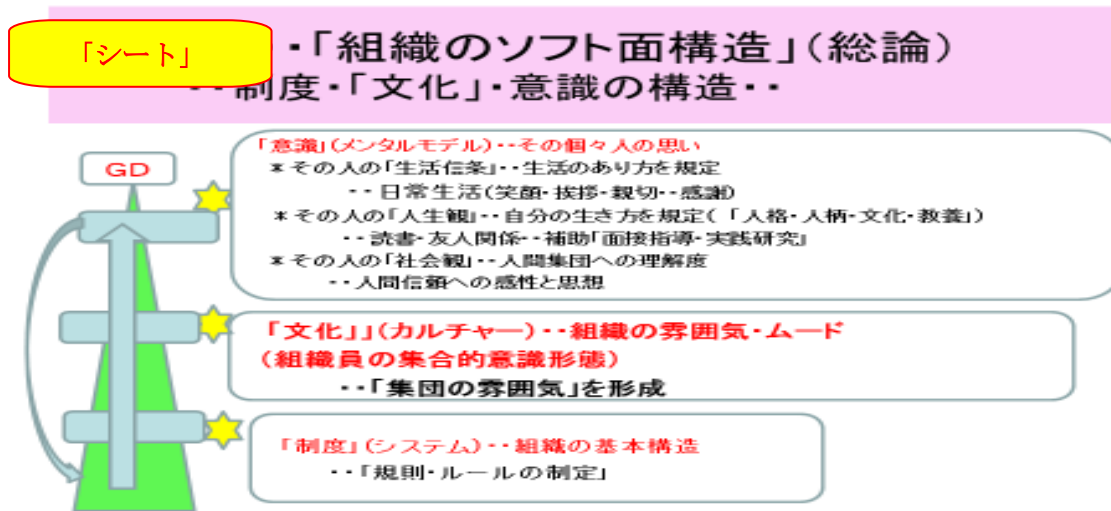 「シート」
・「組織のソフト面構造」(総論)
・・制度・「文化」・意識の構造・・
GD
「意識」(メンタルモデル)・・その個々人の思い
*その人の「生活信条」・・生活のあり方を規定
・・日常生活(笑顔・挨拶・親切・・感謝)
*その人の「人生観」・・自分の生き方を規定(「人格・人柄・文化・教養」)
・・読書・友人関係・・補助「面接指導・実践研究」
*その人の「社会観」・・人間集団への理解度
・・人間信頼への感性と思想
「文化」」(カルチャー)・・組織の雰囲気・ムード
(組織員の集合的意識形態)
・・「集団の雰囲気」を形成
「制度」(システム)・・組織の基本構造
・・「規則・ルールの制定」